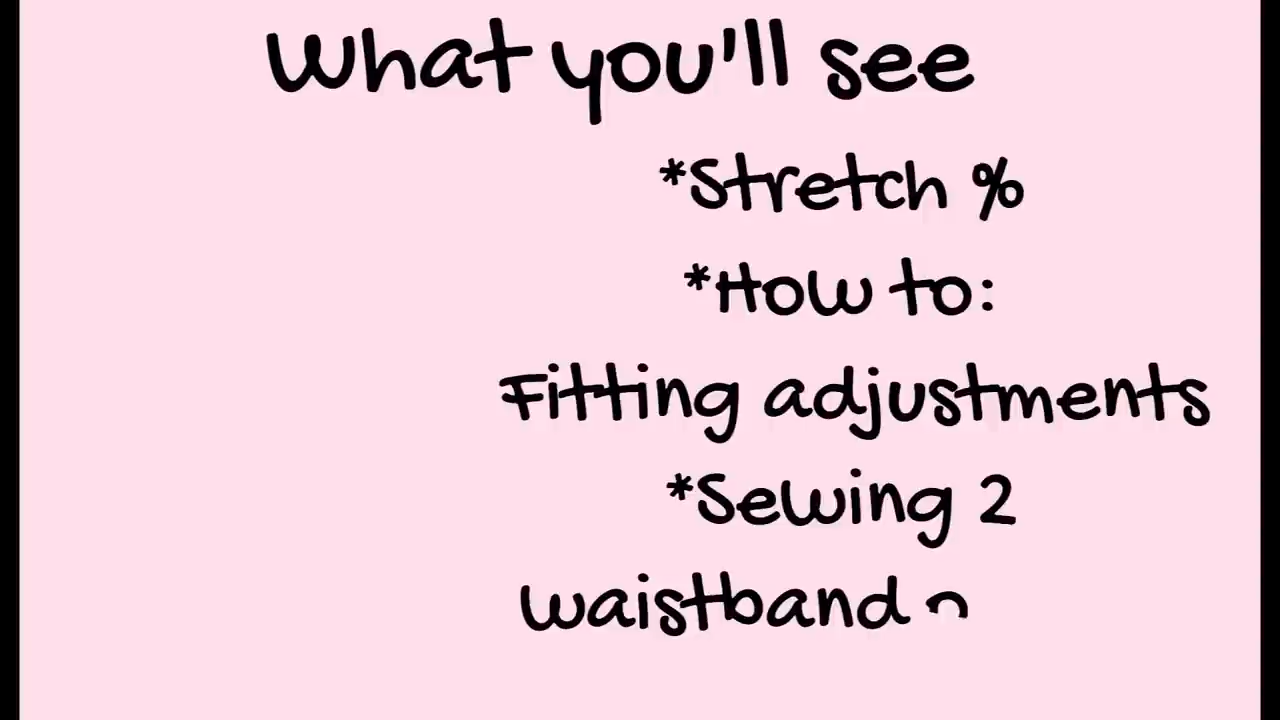 What you'll see
*Stretch %
*How to:
Fitting adjustments
*Sewing 2
waistband